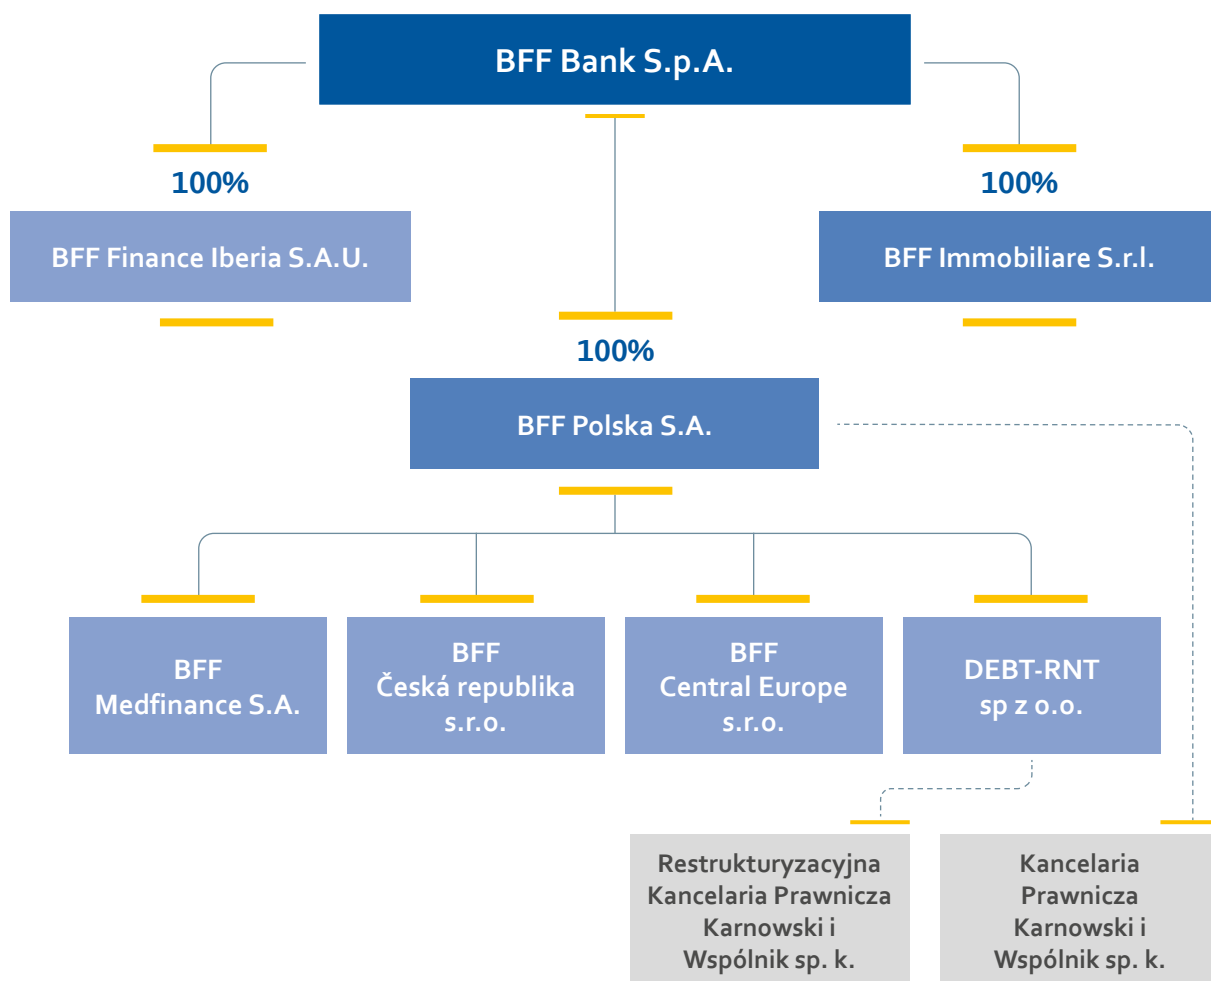 BFF Bank S.p.A.
100%
100%
BFF Finance Iberia S.A.U.
BFF Immobiliare S.r.l.
100%
BFF Polska S.A.
BFF
Medfinance S.A.
BFF
Česká republika
s.r.o.
BFF
Central Europe
s.r.o.
DEBT-RNT
sp z o.o.
Restrukturyzacyjna
Kancelaria Prawnicza
Karnowski i
Wspólnik sp. k.
Kancelaria
Prawnicza
Karnowski i
Wspólnik sp. k.